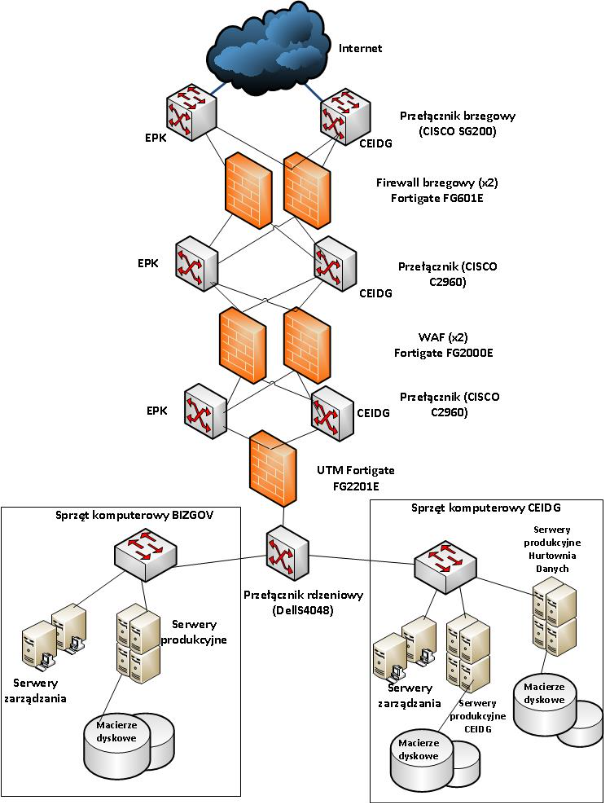 Internet
Przełącznik brzegowy
(CISCO SG200)
EPK
CEIDG
Firewall brzegowy (x2)
Fortigate FG601E
EPK
Przełącznik (CISCO
C2960)
CEIDG
WAF (x2)
Fortigate FG2000E
EPK
CEIDG
Przełącznik (CISCO
C2960)
UTM Fortigate
FG2201E
Sprzęt komputerowy BIZGOV
Sprzęt komputerowy CEIDG
Serwery
produkcyjne
Hurtownia
Danych
Przełącznik rdzeniowy
(DellS4048)
Serwery
produkcyjne
Serwery
zarządzania
Serwery
zarządzania
Serwery
produkcyjne
CEIDG
Macierze
dyskowe
Macierze
dyskowe
Macierze
dyskowe